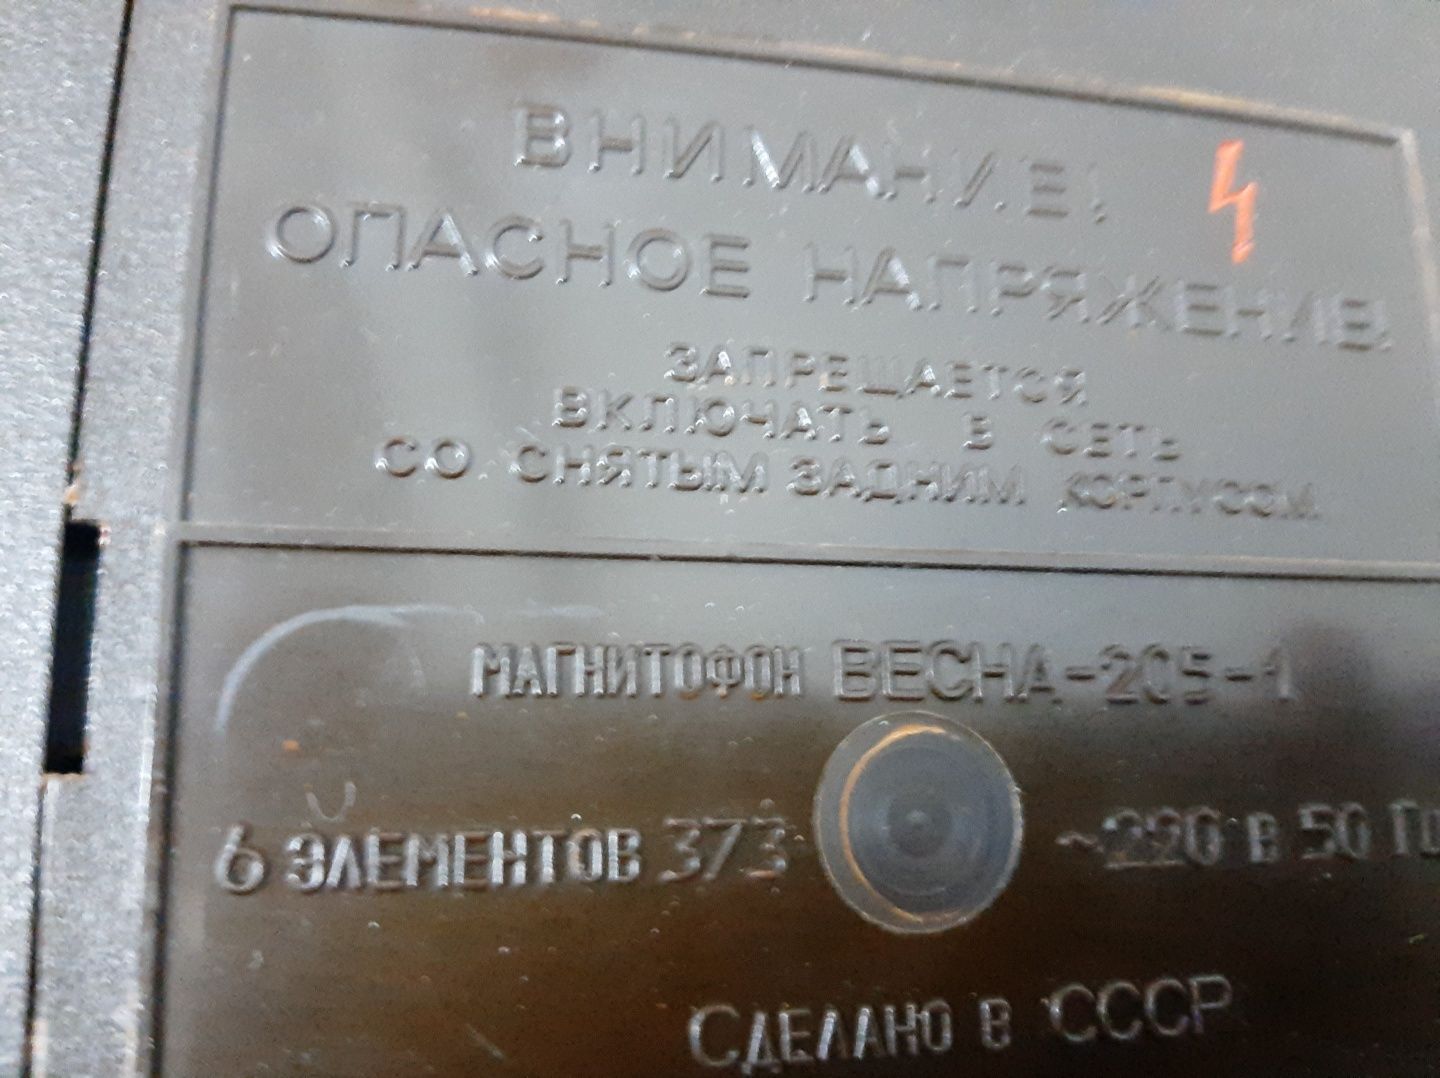 ВНИМАНИЕ!
ОПАСНОЕ НАПРЯЖЕНИЕ.
ЗАПРЕЩАЕТСЯ
ВКЛЮЧАТЬ В СЕТЬ
СО СНЯТЫМ ЗАДНИМ КОРПУСОМ
МАГНИТОФОН ВЕСНА-205-1
6 ЭЛЕМЕНТОВ 373 ~220 В 50 Гц
СДЕЛАНО В СССР